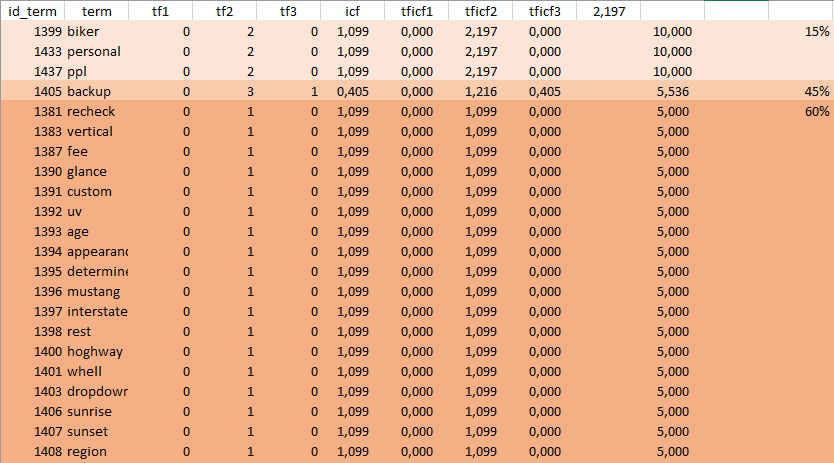 id_term term tf1 tf2 tf3 icf tficf1 tficf2 tficf3 2,197
1399 biker 0 2 0 1,099 0,000 2,197 0,000 10,000 15%
1433 personal 0 2 0 1,099 0,000 2,197 0,000 10,000
1437 ppl 0 2 0 1,099 0,000 2,197 0,000 10,000
1405 backup 0 3 1 0,405 0,000 1,216 0,405 5,536 45%
1381 recheck 0 1 0 1,099 0,000 1,099 0,000 5,000 60%
1383 vertical 0 1 0 1,099 0,000 1,099 0,000 5,000
1387 fee 0 1 0 1,099 0,000 1,099 0,000 5,000
1390 glance 0 1 0 1,099 0,000 1,099 0,000 5,000
1391 custom 0 1 0 1,099 0,000 1,099 0,000 5,000
1392 uv 0 1 0 1,099 0,000 1,099 0,000 5,000
1393 age 0 1 0 1,099 0,000 1,099 0,000 5,000
1394 appearanc 0 1 0 1,099 0,000 1,099 0,000 5,000
1395 determine 0 1 0 1,099 0,000 1,099 0,000 5,000
1396 mustang 0 1 0 1,099 0,000 1,099 0,000 5,000
1397 interstate 0 1 0 1,099 0,000 1,099 0,000 5,000
1398 rest 0 1 0 1,099 0,000 1,099 0,000 5,000
1400 hoghway 0 1 0 1,099 0,000 1,099 0,000 5,000
1401 whell 0 1 0 1,099 0,000 1,099 0,000 5,000
1403 dropdown 0 1 0 1,099 0,000 1,099 0,000 5,000
1406 sunrise 0 1 0 1,099 0,000 1,099 0,000 5,000
1407 sunset 0 1 0 1,099 0,000 1,099 0,000 5,000
1408 region 0 1 0 1,099 0,000 1,099 0,000 5,000